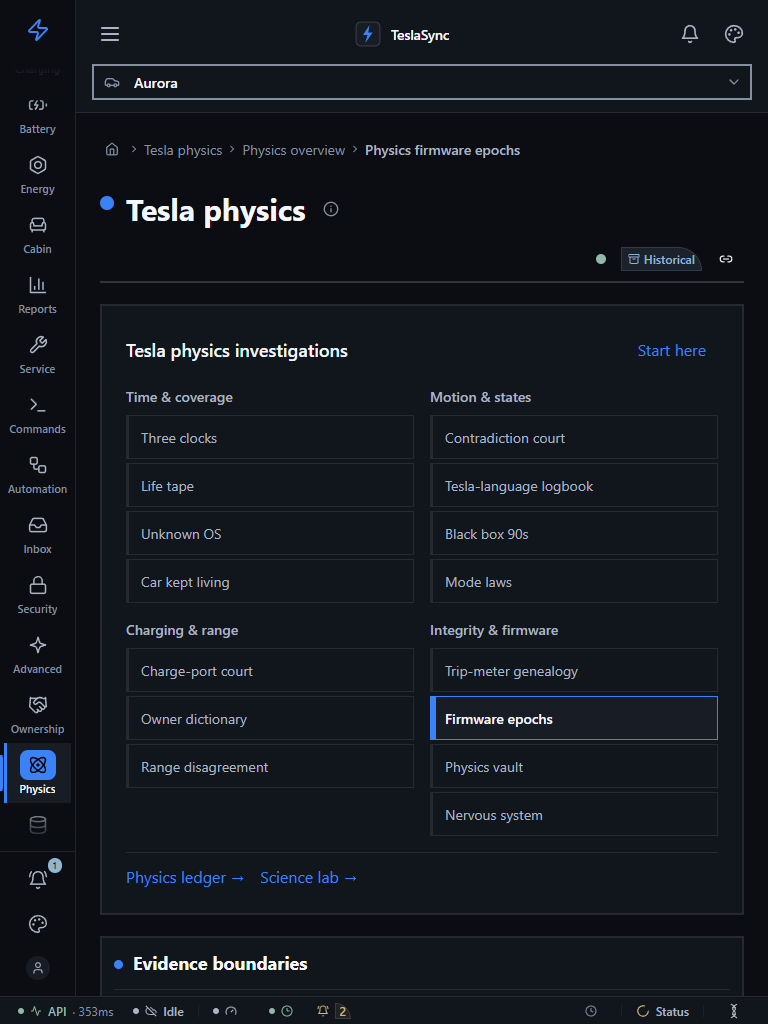 TeslaSync
Aurora
Charging
Battery
Energy
Cabin
Reports
Service
Commands
Automation
Inbox
Security
Advanced
Ownership
Physics
1
Tesla physics
Physics overview
Physics firmware epochs
Tesla physics
Historical
Tesla physics investigations
Start here
Time & coverage
Three clocks
Life tape
Unknown OS
Car kept living
Motion & states
Contradiction court
Tesla-language logbook
Black box 90s
Mode laws
Charging & range
Charge-port court
Owner dictionary
Range disagreement
Integrity & firmware
Trip-meter genealogy
Firmware epochs
Physics vault
Nervous system
Physics ledger →
Science lab →
Evidence boundaries
API · 353ms
Idle
2
Status